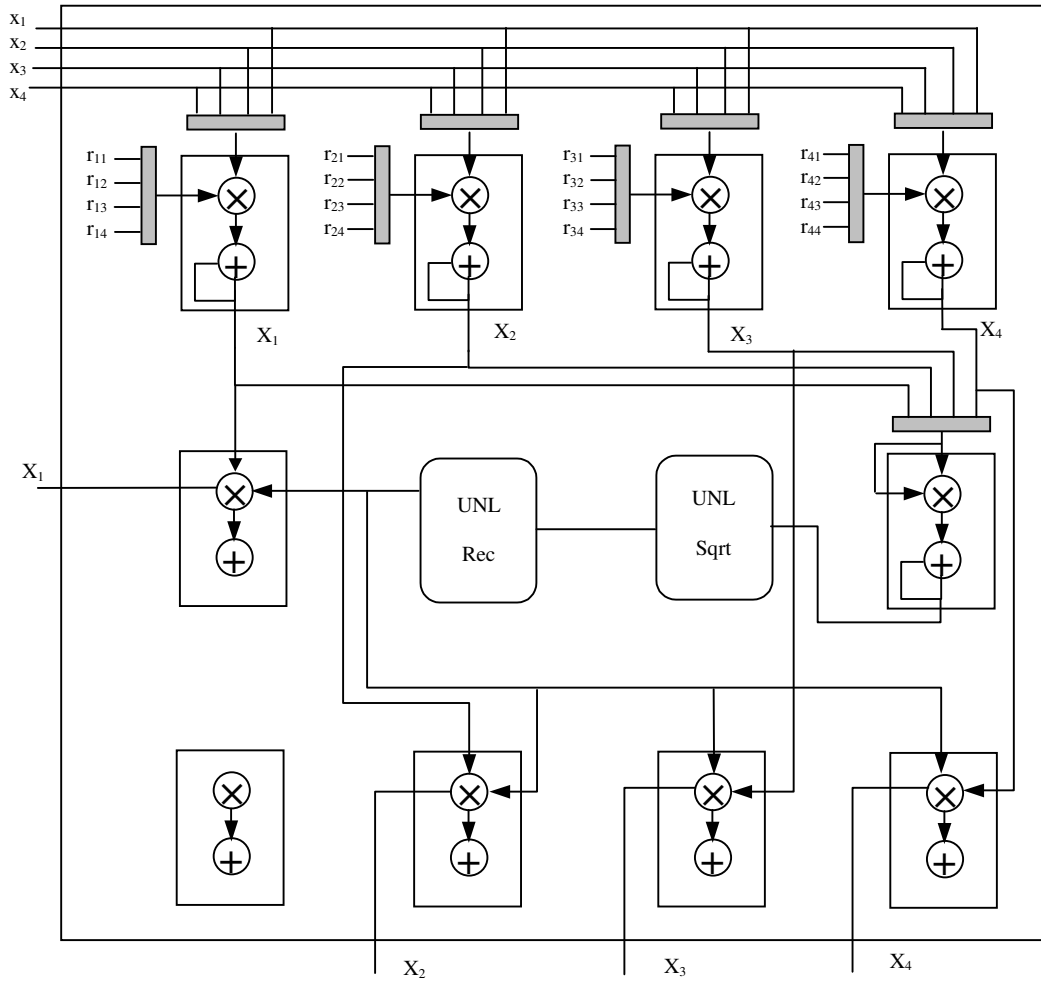 x₁
x₂
x₃
x₄
r₁₁
r₁₂
r₁₃
r₁₄
r₂₁
r₂₂
r₂₃
r₂₄
r₃₁
r₃₂
r₃₃
r₃₄
r₄₁
r₄₂
r₄₃
r₄₄
X₁
X₂
X₃
X₄
X₁
UNL
Rec
UNL
Sqrt
X₂
X₃
X₄